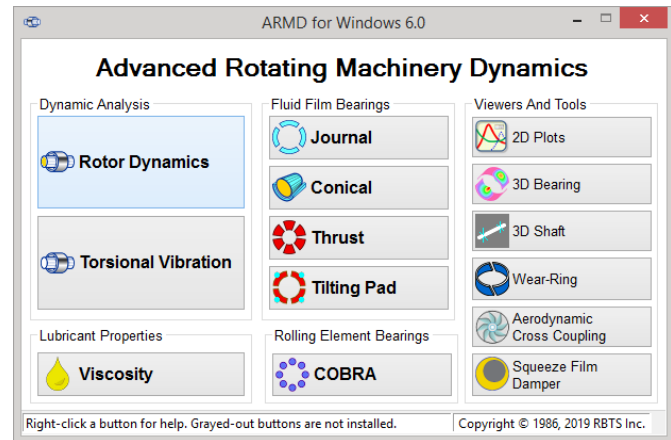 ARMD for Windows 6.0
Advanced Rotating Machinery Dynamics
Dynamic Analysis
Rotor Dynamics
Torsional Vibration
Lubricant Properties
Viscosity
Fluid Film Bearings
Journal
Conical
Thrust
Tilting Pad
Rolling Element Bearings
COBRA
Viewers And Tools
2D Plots
3D Bearing
3D Shaft
Wear-Ring
Aerodynamic
Cross Coupling
Squeeze Film
Damper
Right-click a button for help. Grayed-out buttons are not installed.
Copyright © 1986, 2019 RBTS Inc.